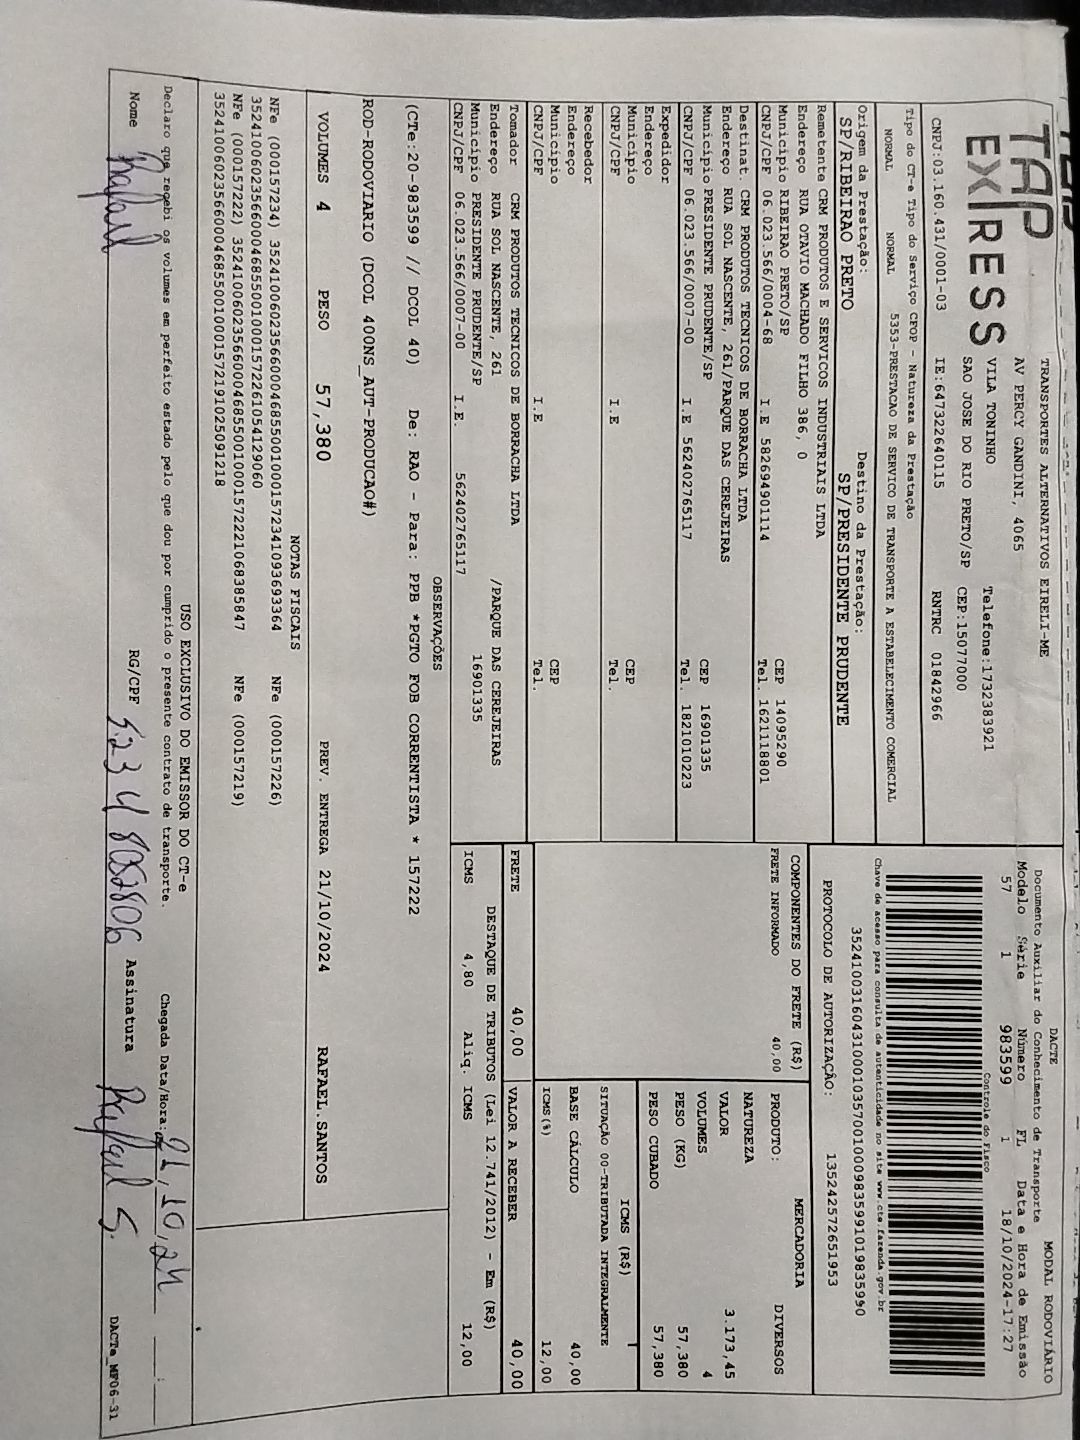 TAP
EXPRESS
TRANSPORTES ALTERNATIVOS EIRELI-ME
AV PERCY GANDINI, 4065
VILA TONINHO Telefone:1732383921
SAO JOSE DO RIO PRETO/SP CEP:15077000
CNPJ:03.160.431/0001-03 IE:647322640115 RNTRC 01842966
DACTE MODAL RODOVIÁRIO
Documento Auxiliar do Conhecimento de Transporte
Modelo Série Número FL Data e Hora de Emissão
57 1 983599 1 18/10/2024-17:27
Controle do Fisco
Chave de acesso para consulta de autenticidade no site www.cte.fazenda.gov.br
PROTOCOLO DE AUTORIZAÇÃO: 135242572651953
Tipo do CT-e Tipo do Serviço CFOP - Natureza da Prestação
NORMAL NORMAL 5353-PRESTACAO DE SERVICO DE TRANSPORTE A ESTABELECIMENTO COMERCIAL
Origem da Prestação: Destino da Prestação:
SP/RIBEIRAO PRETO SP/PRESIDENTE PRUDENTE
Remetente CRM PRODUTOS E SERVICOS INDUSTRIAIS LTDA
Endereço RUA OTAVIO MACHADO FILHO 386, 0
Município RIBEIRAO PRETO/SP CEP 14095290
CNPJ/CPF 06.023.566/0004-68 I.E 582694901114 Tel. 1621118801
Destinat. CRM PRODUTOS TECNICOS DE BORRACHA LTDA
Endereço RUA SOL NASCENTE, 261/PARQUE DAS CEREJEIRAS
Município PRESIDENTE PRUDENTE/SP CEP 16901335
CNPJ/CPF 06.023.566/0007-00 I.E 562402765117 Tel. 1821010223
Expedidor
Endereço
Município CEP
CNPJ/CPF I.E Tel.
Recebedor
Endereço
Município CEP
CNPJ/CPF I.E Tel.
Tomador CRM PRODUTOS TECNICOS DE BORRACHA LTDA
Endereço RUA SOL NASCENTE, 261 /PARQUE DAS CEREJEIRAS
Município PRESIDENTE PRUDENTE/SP 16901335
CNPJ/CPF 06.023.566/0007-00 I.E. 562402765117
COMPONENTES DO FRETE (R$)
FRETE INFORMADO 40,00
MERCADORIA
PRODUTO: DIVERSOS
NATUREZA
VALOR 3.173,45
VOLUMES 4
PESO (KG) 57,380
PESO CUBADO 57,380
ICMS (R$)
SITUAÇÃO 00-TRIBUTADA INTEGRALMENTE
BASE CÁLCULO 40,00
ICMS(%) 12,00
FRETE 40,00 VALOR A RECEBER 40,00
DESTAQUE DE TRIBUTOS (Lei 12.741/2012) - Em (R$)
ICMS 4,80 Aliq. ICMS 12,00
OBSERVAÇÕES
(CTe:20-983599 // DCOL 40) De: RAO - Para: PPB *PGTO FOB CORRENTISTA * 157222
ROD-RODOVIARIO (DCOL 400NS_AUT-PRODUCAO#)
VOLUMES 4 PESO 57,380 PREV. ENTREGA 21/10/2024 RAFAEL.SANTOS
NOTAS FISCAIS
NFe (000157234) 35241006023566000468550010001572341093693364 NFe (000157226)
35241006023566000468550010001572261054129060
NFe (000157222) 35241006023566000468550010001572221068385847 NFe (000157219)
35241006023566000468550010001572191025091218
USO EXCLUSIVO DO EMISSOR DO CT-e
Declaro que recebi os volumes em perfeito estado pelo que dou por cumprido o presente contrato de transporte. Chegada Data/Hora: 21,10,24
Nome Rafael RG/CPF 52348052806 Assinatura Rafael S.
DACTe_MF06-31